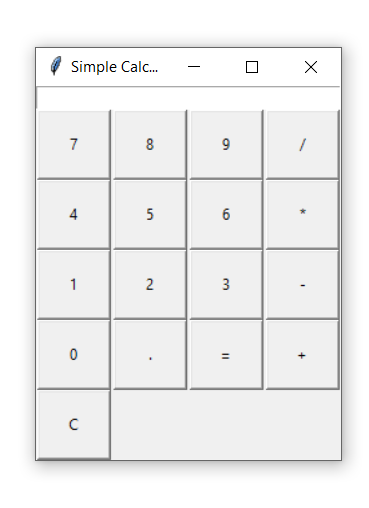 Simple Calc...
7 8 9 /
4 5 6 *
1 2 3 -
0 . = +
C